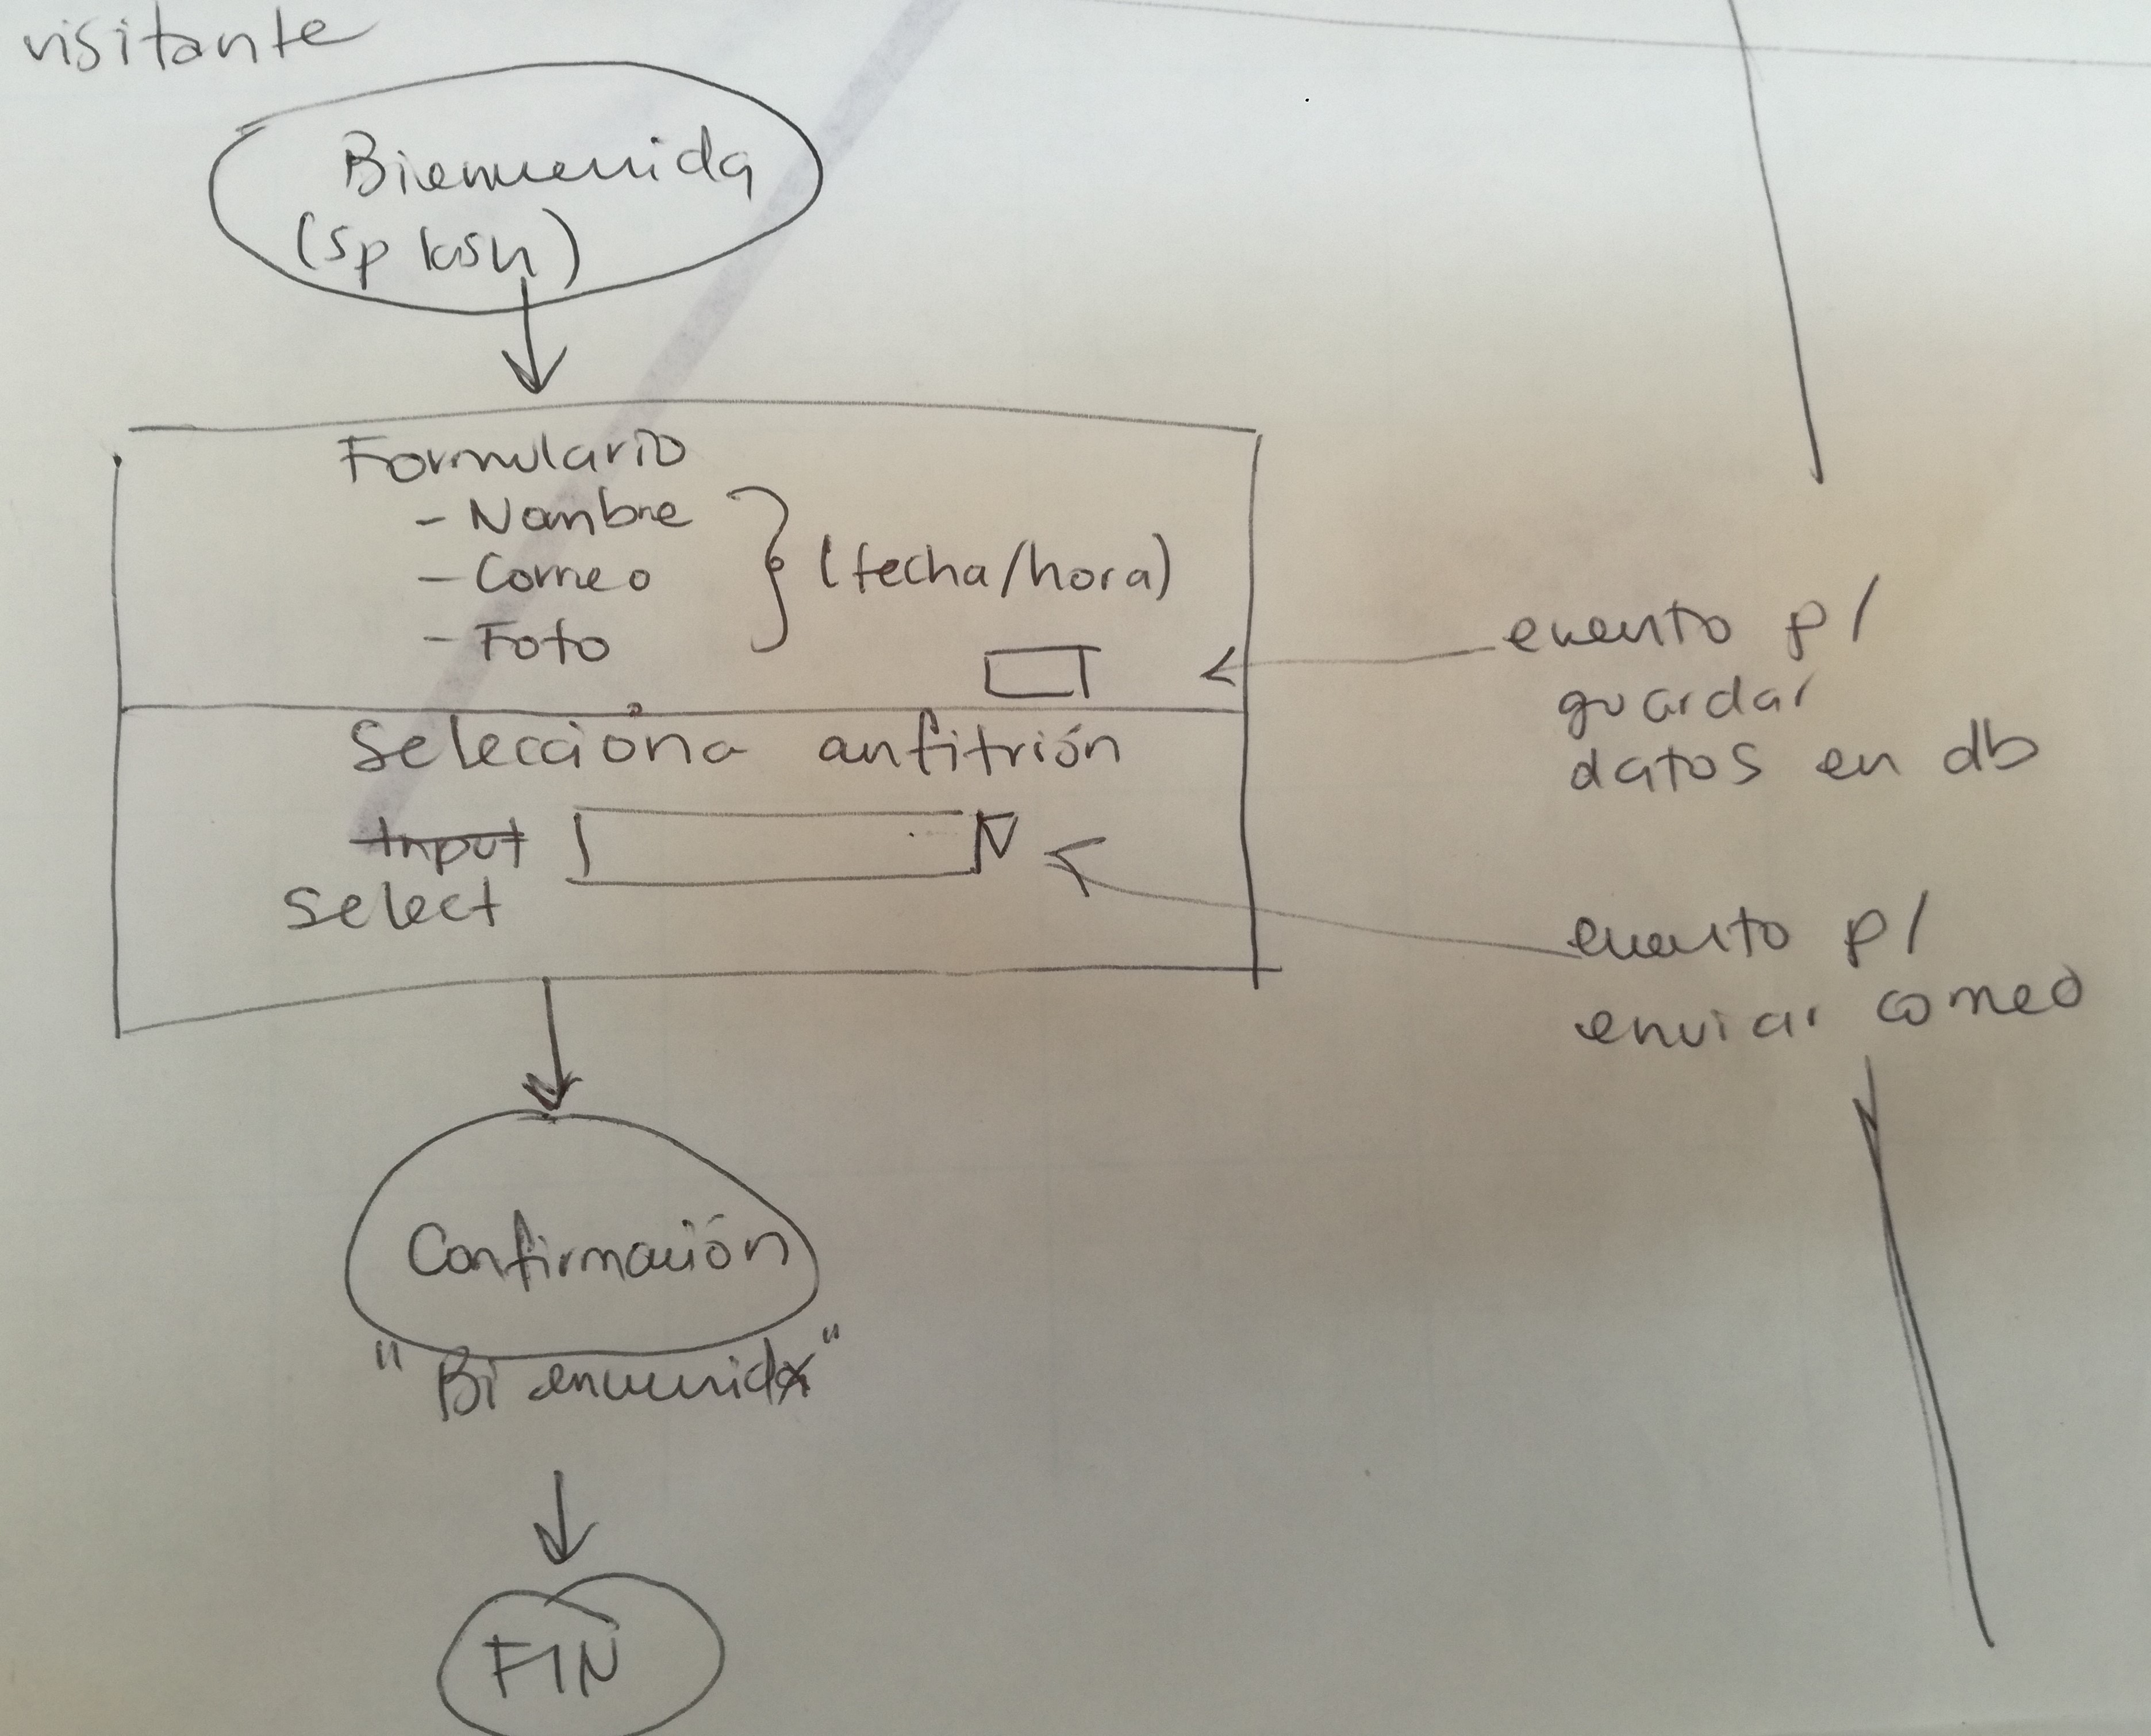 visitante
Bienvenida
(splash)
Formulario
- Nombre
- Correo
- Foto
(fecha/hora)
evento p/
guardar
datos en db
Selecciona anfitrión
Input
Select
evento p/
enviar correo
Confirmación
"Bienvenidx"
FIN